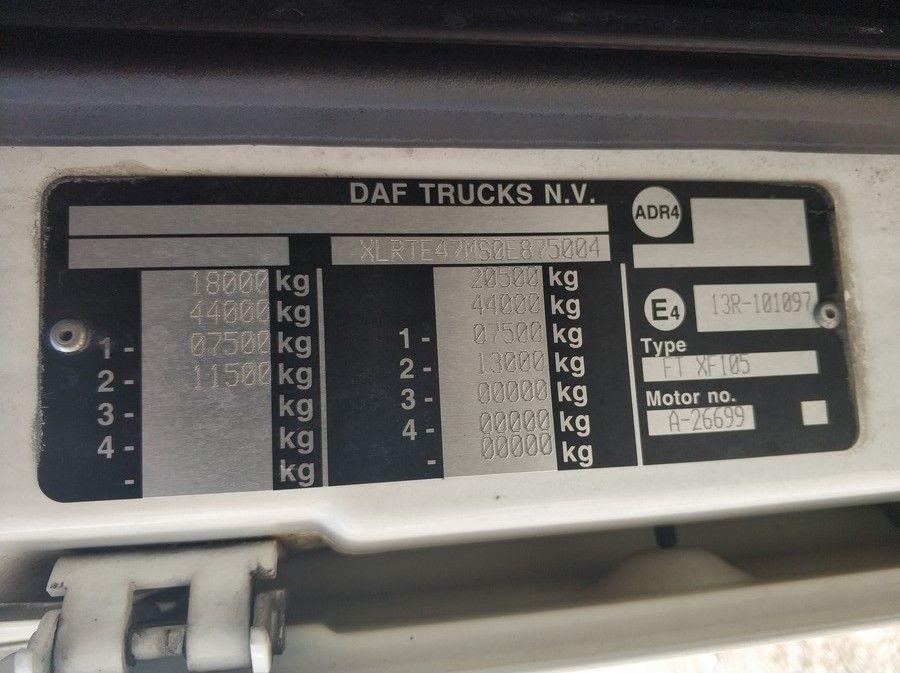 DAF TRUCKS N.V.
ADR4
XLRTE47MS0E875004
18000 kg 20500 kg
44000 kg 44000 kg
1 - 07500 kg 1 - 07500 kg
2 - 11500 kg 2 - 13000 kg
3 - kg 3 - 00000 kg
4 - kg 4 - 00000 kg
- kg - 00000 kg
E4 13R-101097
Type
FT XF105
Motor no.
A-26699